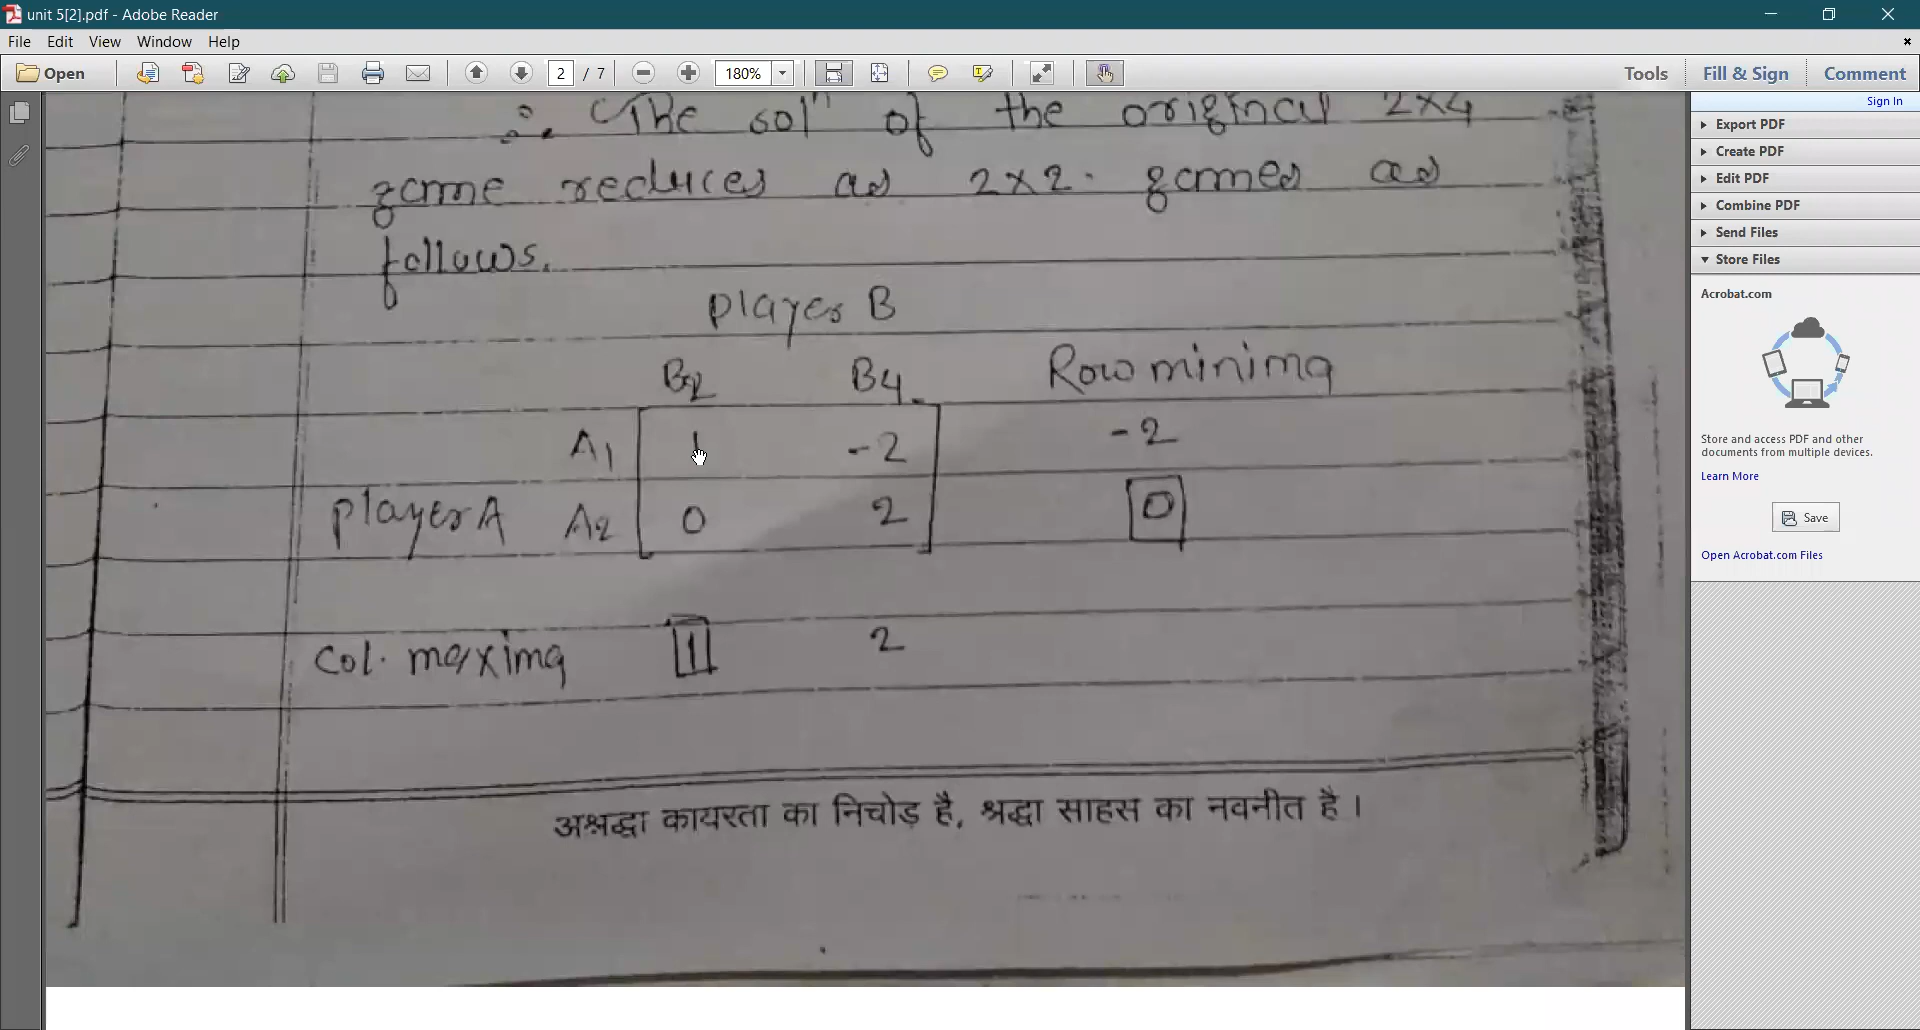 unit 5[2].pdf - Adobe Reader
File Edit View Window Help
Open 2 / 7 180% Tools Fill & Sign Comment
Sign In
Export PDF
Create PDF
Edit PDF
Combine PDF
Send Files
Store Files
Acrobat.com
Store and access PDF and other
documents from multiple devices.
Learn More
Save
Open Acrobat.com Files
∴ The solⁿ of the original 2x4
game reduces as 2x2. games as
follows.
player B
B2 B4 Row minima
A1 1 -2 -2
player A A2 0 2 0
Col. maxima 1 2
अश्रद्धा कायरता का निचोड़ है, श्रद्धा साहस का नवनीत है ।